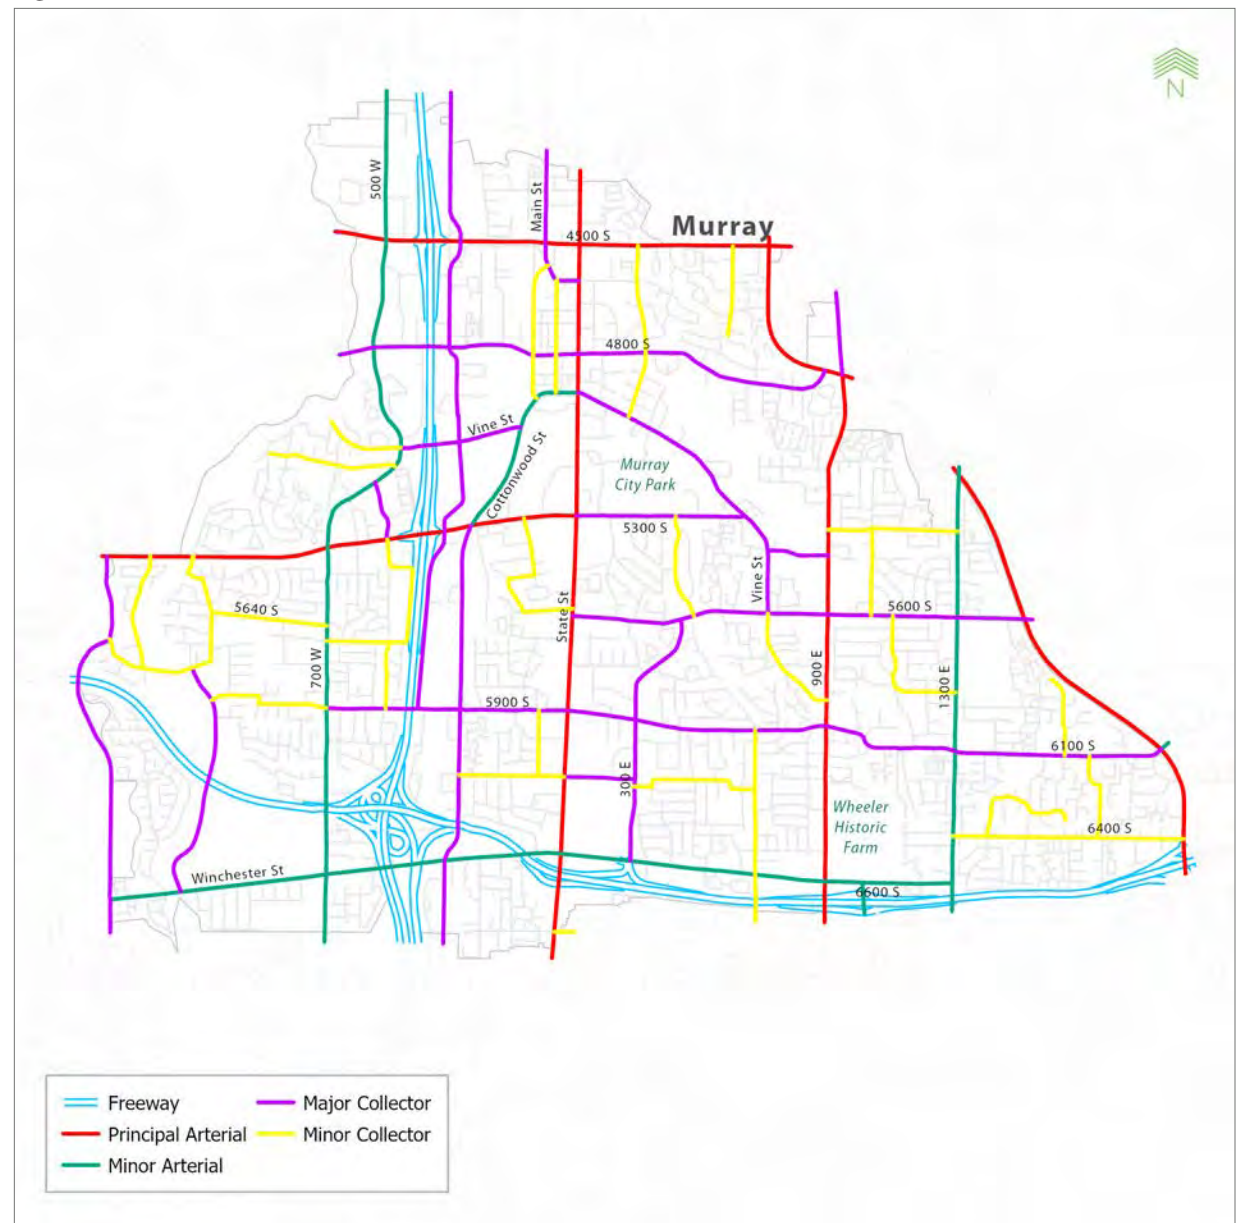 N
500 W
Main St
4500 S
Murray
4800 S
Vine St
Cottonwood St
Murray
City Park
5300 S
Vine St
5640 S
State St
5600 S
700 W
900 E
1300 E
5900 S
6100 S
300 E
Wheeler
Historic
Farm
6400 S
Winchester St
6600 S
Freeway
Major Collector
Principal Arterial
Minor Collector
Minor Arterial